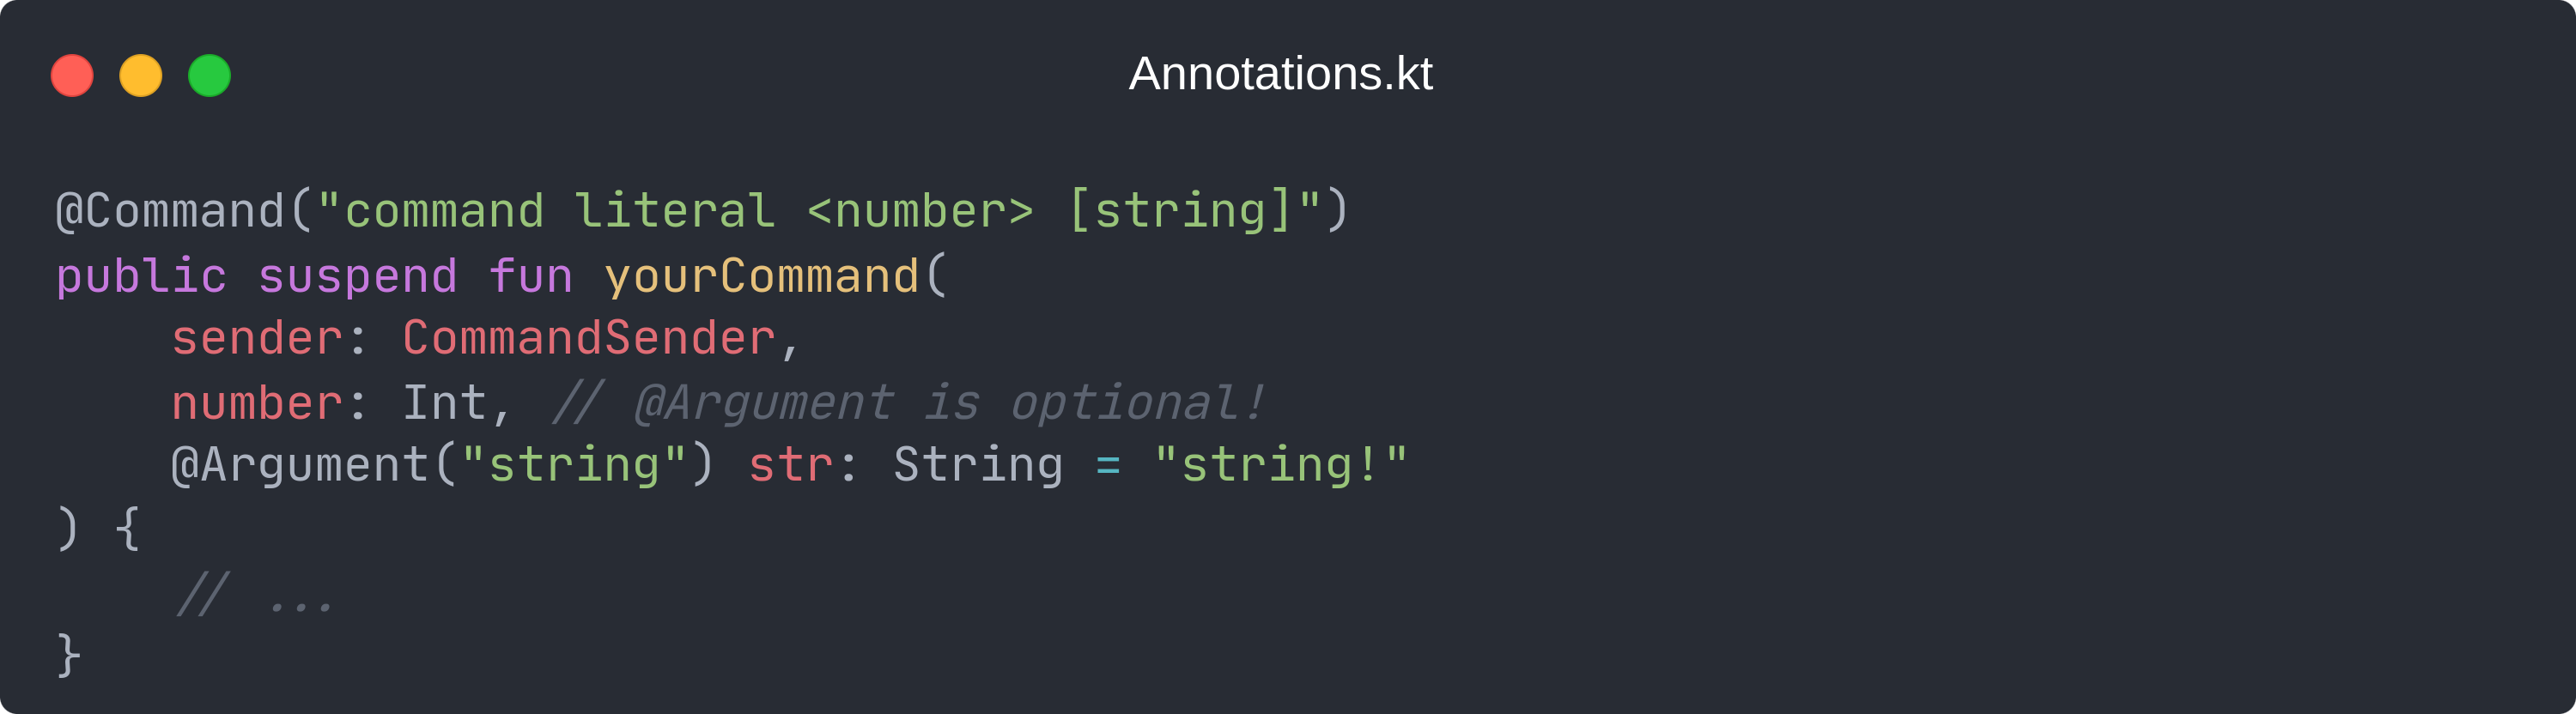 Annotations.kt
@Command("command literal <number> [string]")
public suspend fun yourCommand(
    sender: CommandSender,
    number: Int, // @Argument is optional!
    @Argument("string") str: String = "string!"
) {
    // ...
}